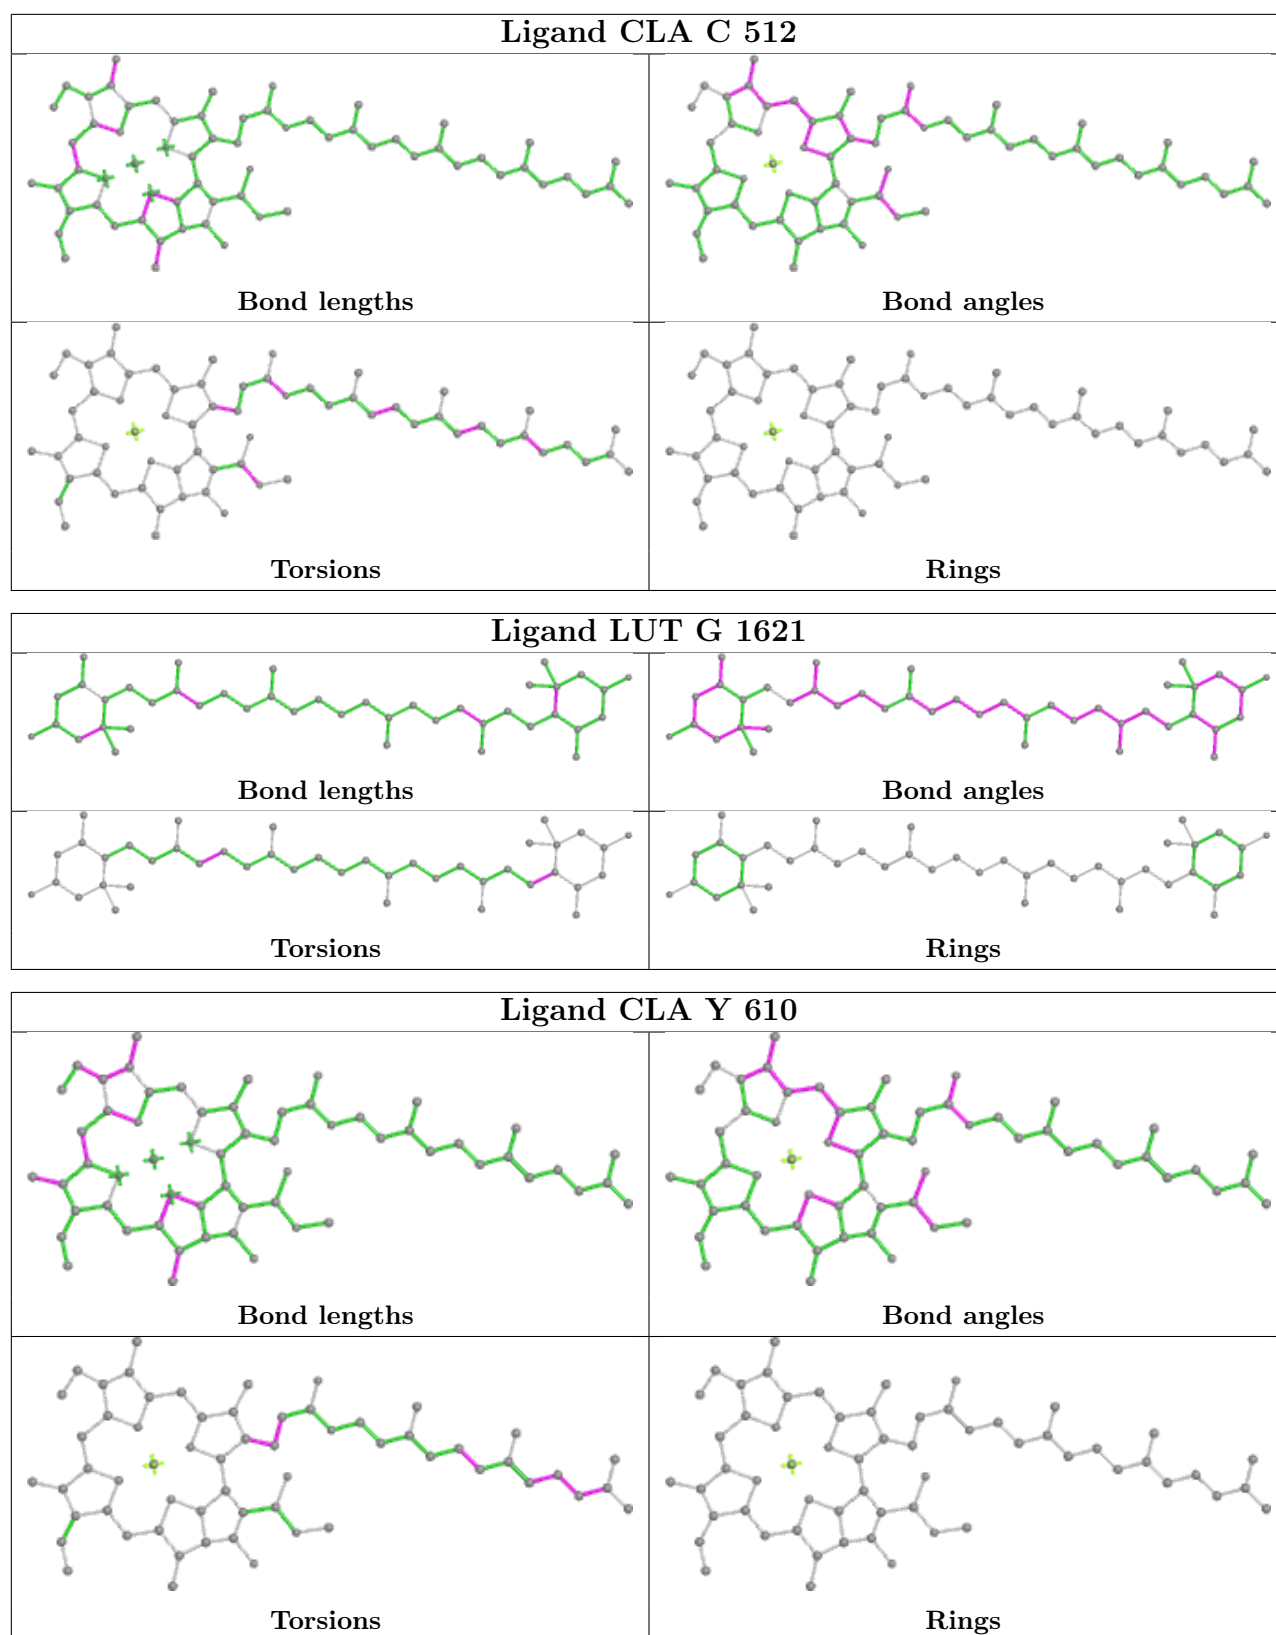 Ligand CLA C 512
Bond lengths
Bond angles
Torsions
Rings
Ligand LUT G 1621
Bond lengths
Bond angles
Torsions
Rings
Ligand CLA Y 610
Bond lengths
Bond angles
Torsions
Rings